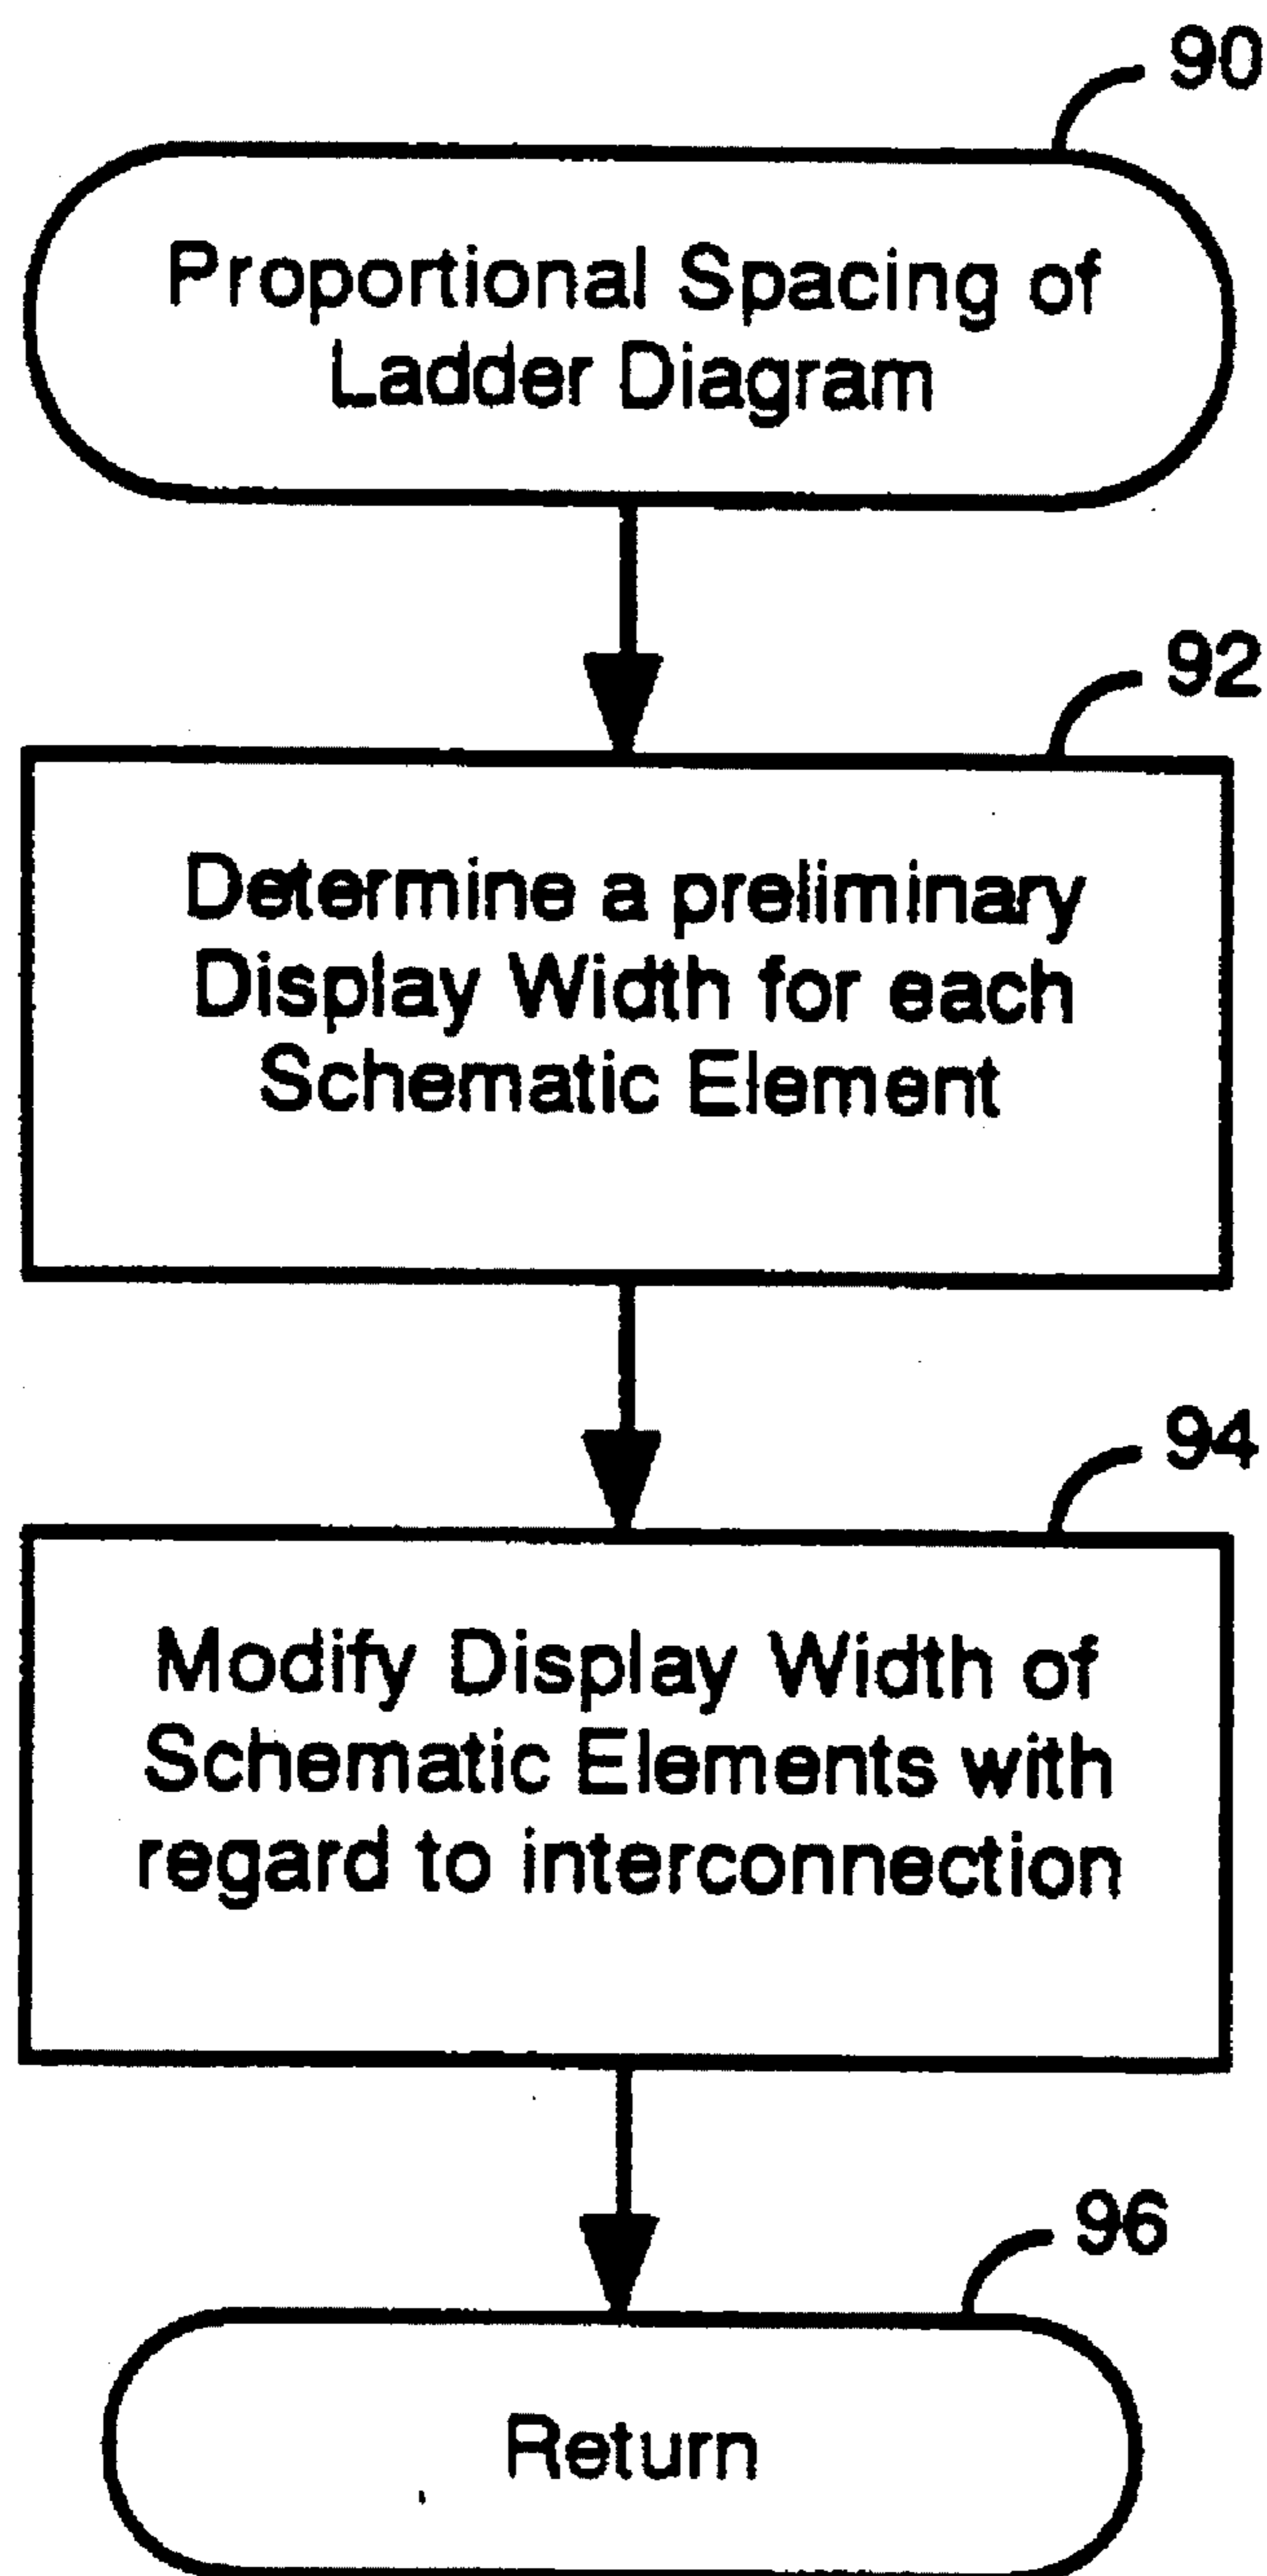 90
Proportional Spacing of
Ladder Diagram
92
Determine a preliminary
Display Width for each
Schematic Element
94
Modify Display Width of
Schematic Elements with
regard to interconnection
96
Return